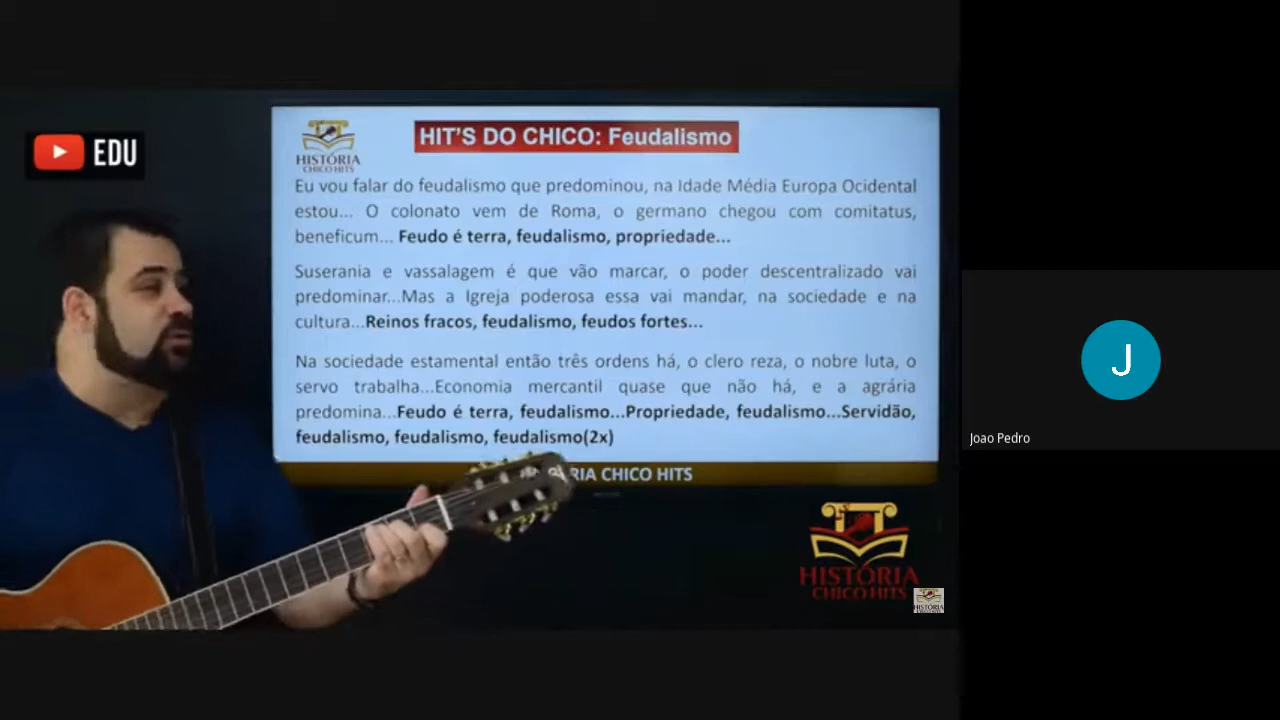 EDU
HISTÓRIA
CHICO HITS
HIT'S DO CHICO: Feudalismo
Eu vou falar do feudalismo que predominou, na Idade Média Europa Ocidental
estou... O colonato vem de Roma, o germano chegou com comitatus,
beneficum... Feudo é terra, feudalismo, propriedade...
Suserania e vassalagem é que vão marcar, o poder descentralizado vai
predominar...Mas a Igreja poderosa essa vai mandar, na sociedade e na
cultura...Reinos fracos, feudalismo, feudos fortes...
Na sociedade estamental então três ordens há, o clero reza, o nobre luta, o
servo trabalha...Economia mercantil quase que não há, e a agrária
predomina...Feudo é terra, feudalismo...Propriedade, feudalismo...Servidão,
feudalismo, feudalismo, feudalismo(2x)
RIA CHICO HITS
HISTÓRIA
CHICO HITS
HISTÓRIA
J
Joao Pedro